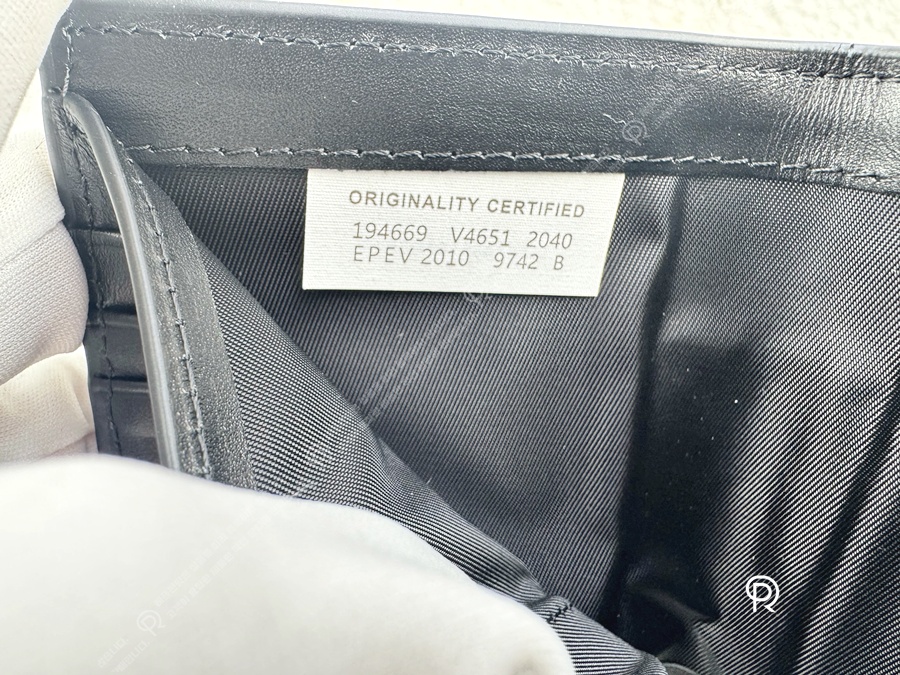 ORIGINALITY CERTIFIED
194669 V4651 2040
EPEV 2010 9742 B